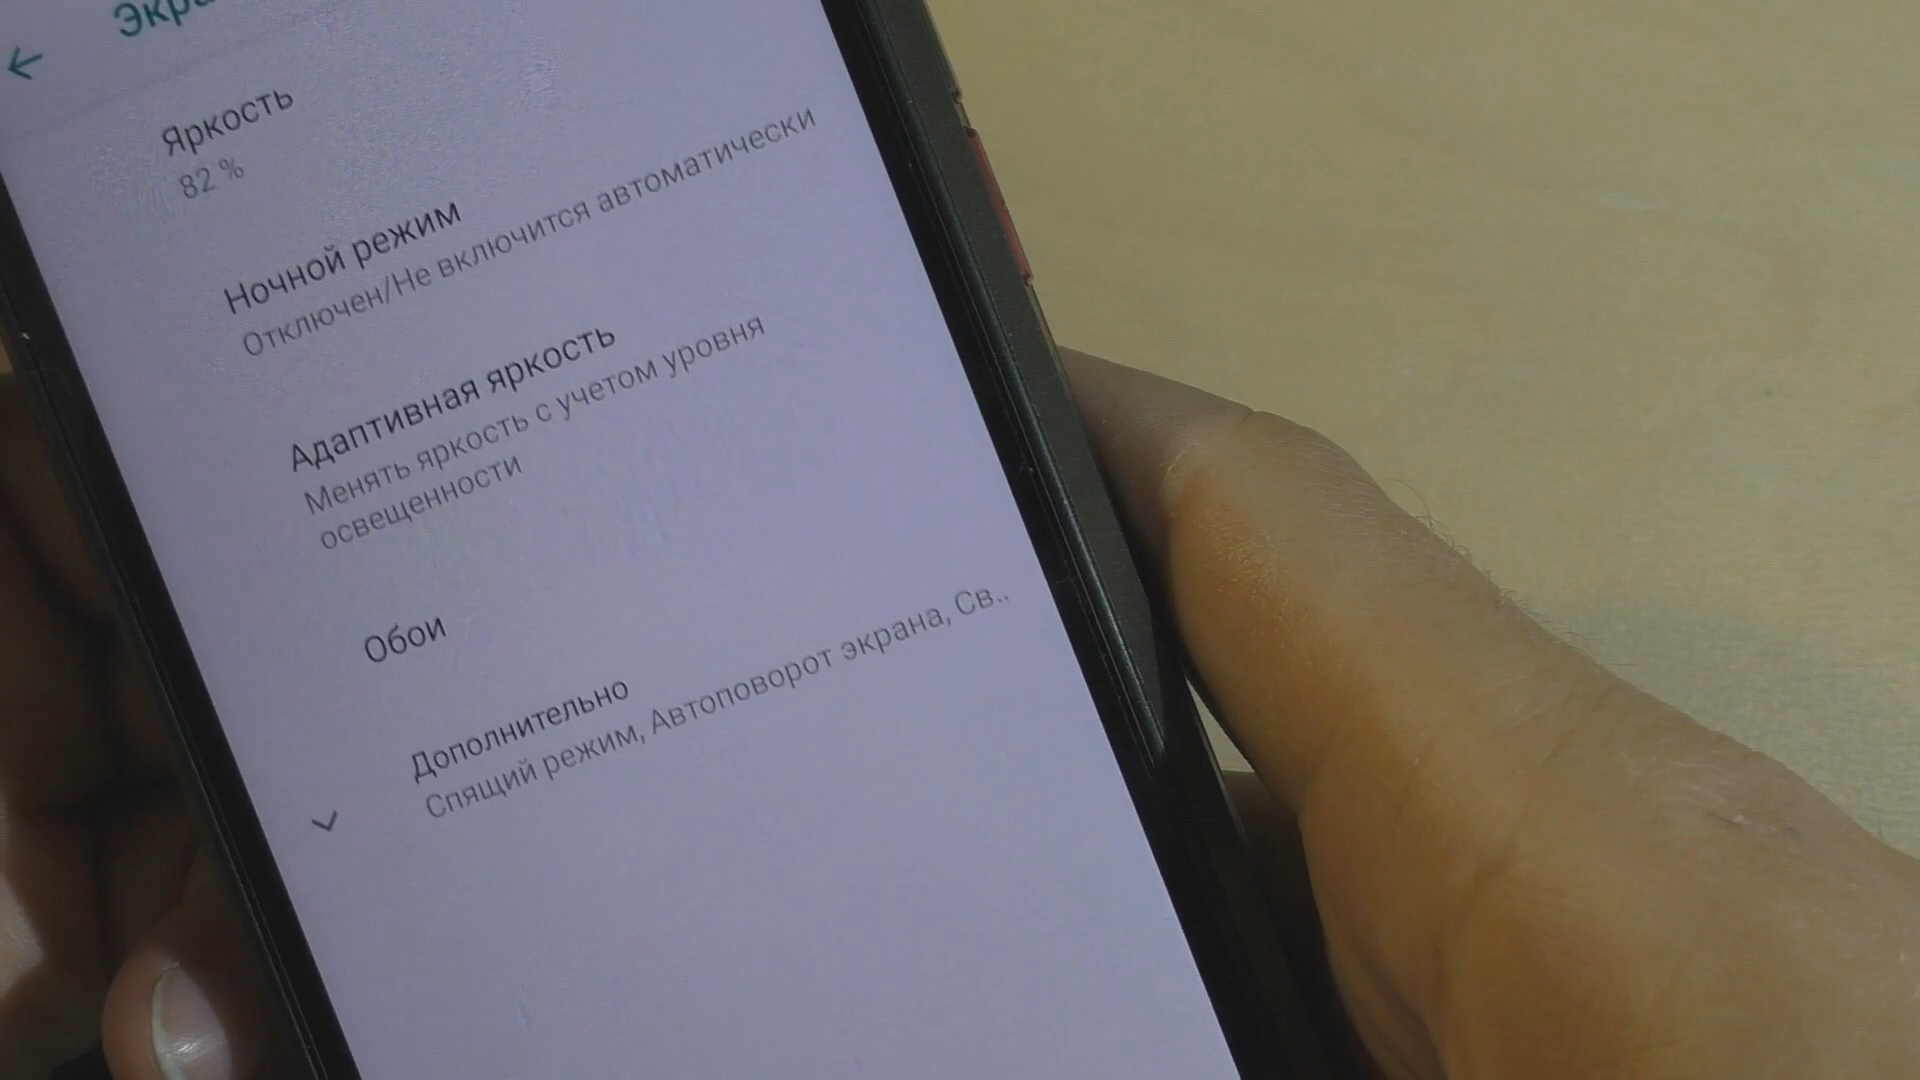 Яркость
82 %
Ночной режим
Отключен/Не включится автоматически
Адаптивная яркость
Менять яркость с учетом уровня
освещенности
Обои
Дополнительно
Спящий режим, Автоповорот экрана, Св..